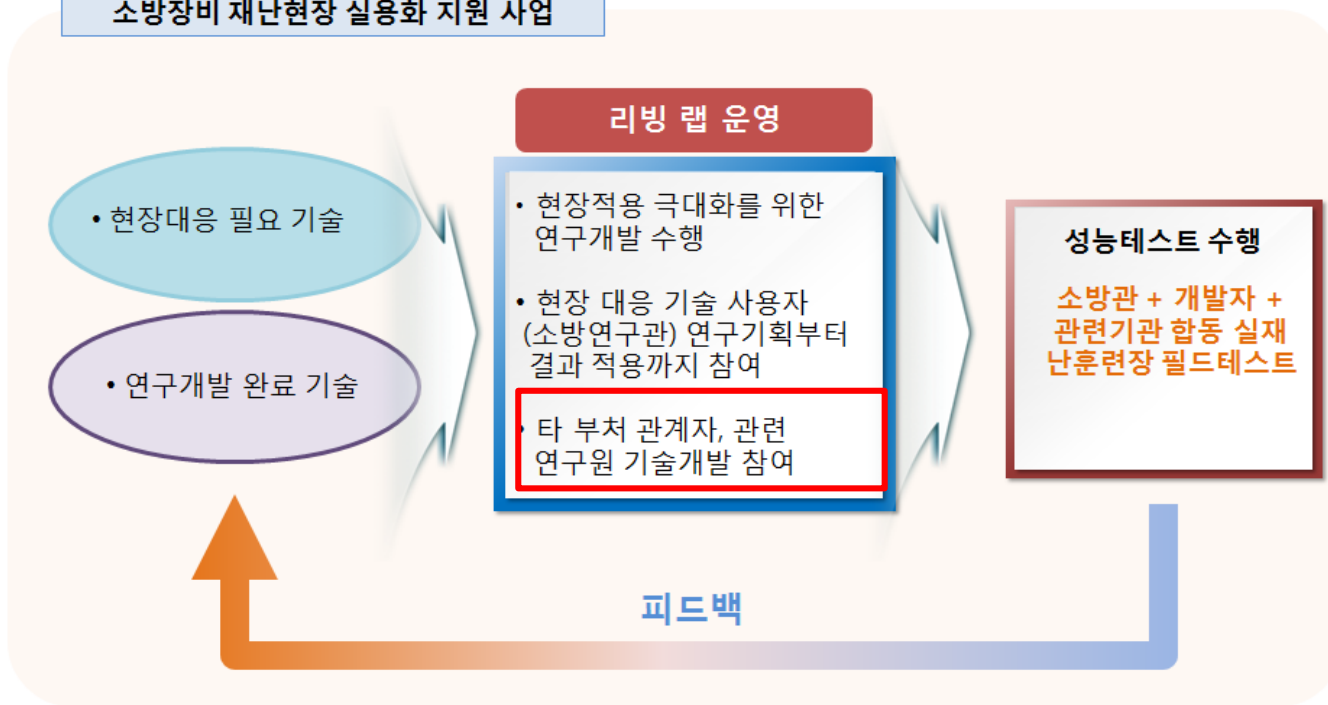 소방장비 재난현장 실용화 지원 사업
리빙 랩 운영
• 현장대응 필요 기술
• 연구개발 완료 기술
• 현장적용 극대화를 위한
연구개발 수행
• 현장 대응 기술 사용자
(소방연구관) 연구기획부터
결과 적용까지 참여
• 타 부처 관계자, 관련
연구원 기술개발 참여
성능테스트 수행
소방관 + 개발자 +
관련기관 합동 실재
난훈련장 필드테스트
피드백